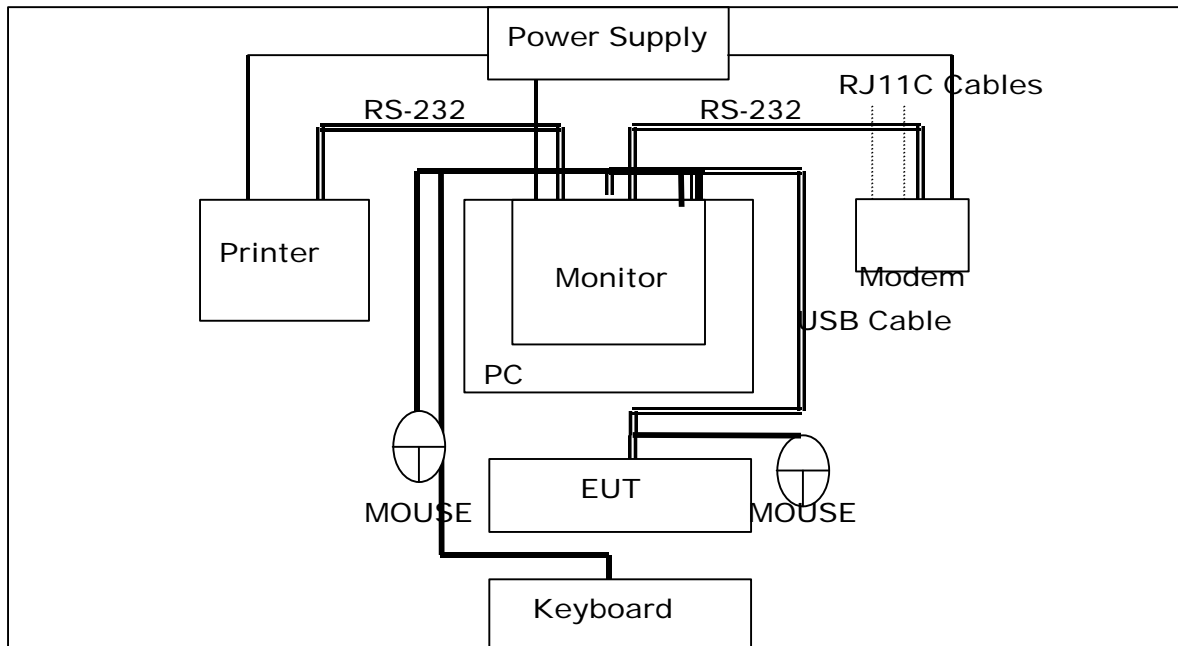 Power Supply
RJ11C Cables
RS-232
RS-232
Printer
Monitor
Modem
USB Cable
PC
EUT
MOUSE
MOUSE
Keyboard